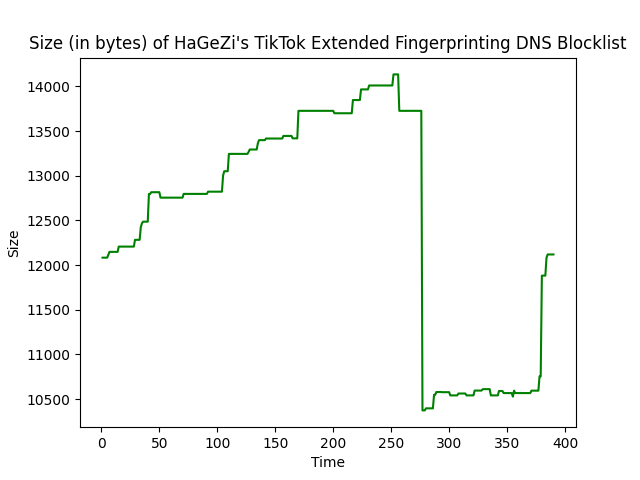 Size (in bytes) of HaGeZi's TikTok Extended Fingerprinting DNS Blocklist
14000
13500
13000
12500
12000
11500
11000
10500
Size
0 50 100 150 200 250 300 350 400
Time